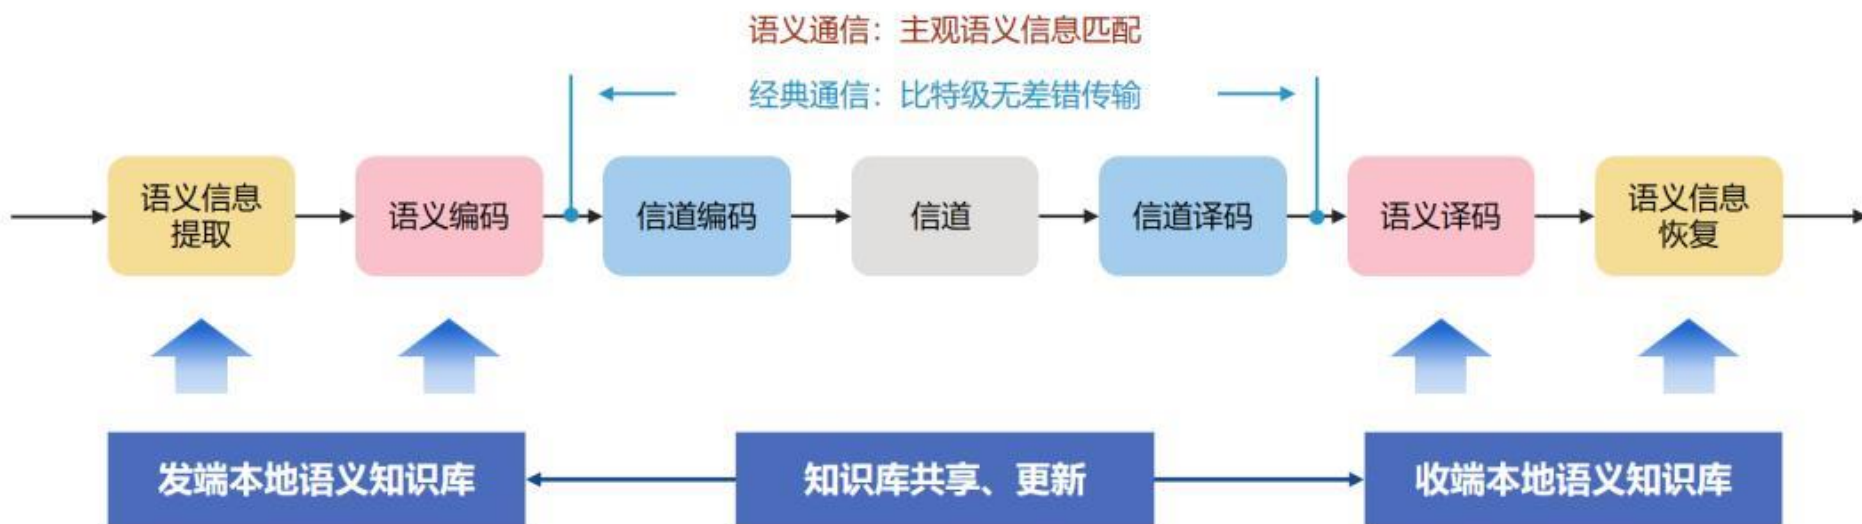 语义通信：主观语义信息匹配
经典通信：比特级无差错传输
语义信息
提取
语义编码
信道编码
信道
信道译码
语义译码
语义信息
恢复
发端本地语义知识库
知识库共享、更新
收端本地语义知识库